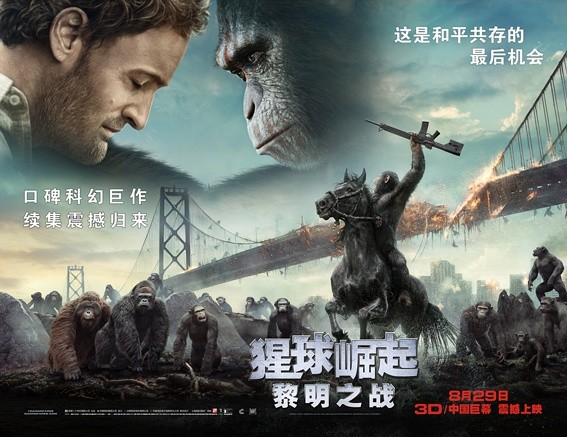 这是和平共存的
最后机会
口碑科幻巨作
续集震撼归来
猩球崛起
黎明之战
8月29日
3D/中国巨幕 震撼上映